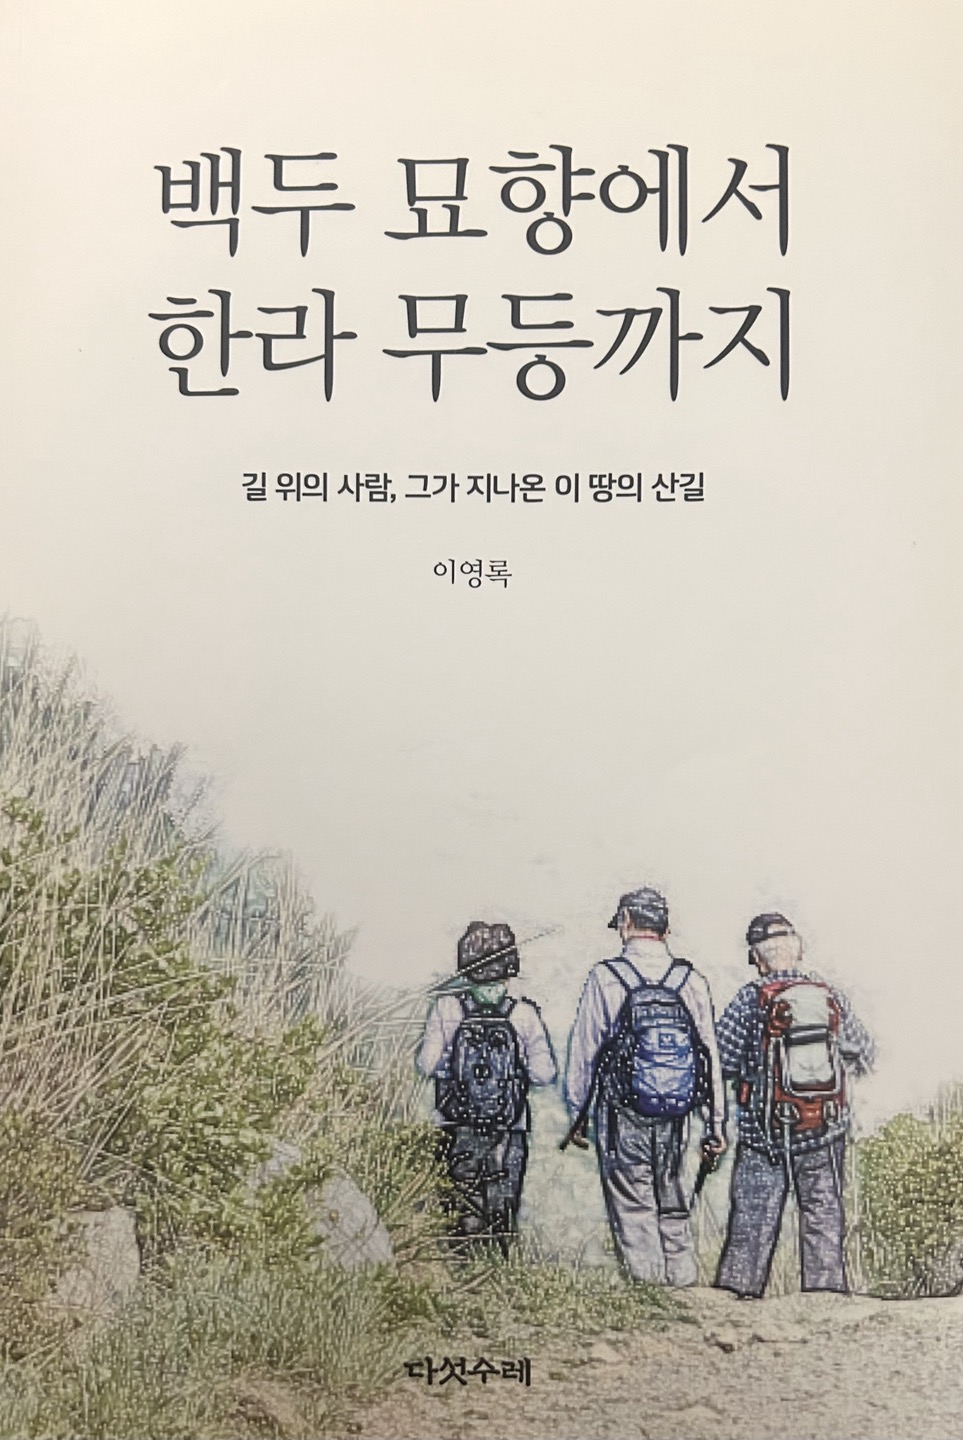 백두 묘향에서
한라 무등까지
길 위의 사람, 그가 지나온 이 땅의 산길
이영록
다섯수레